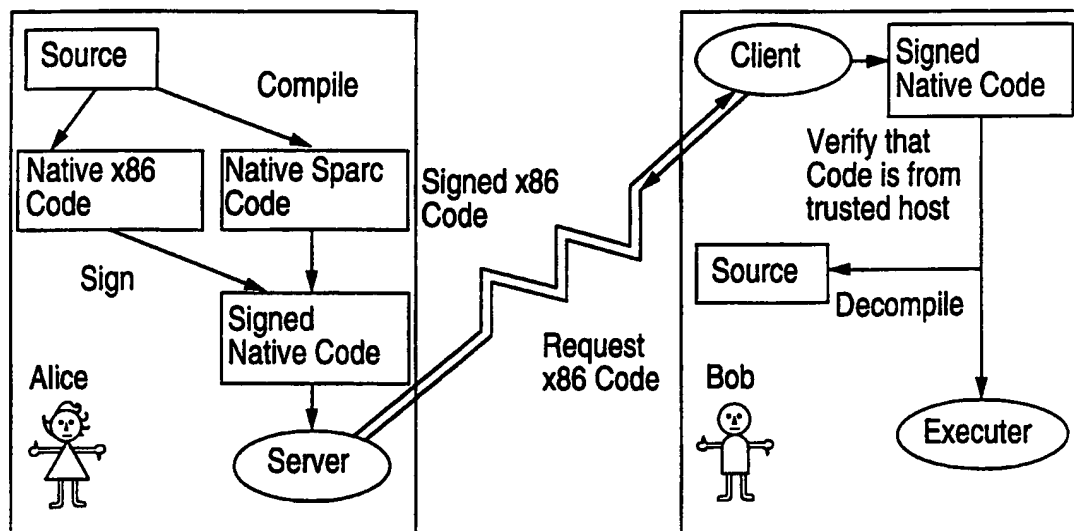 Source
Compile
Native x86
Code
Native Sparc
Code
Sign
Signed
Native Code
Alice
Server
Signed x86
Code
Request
x86 Code
Client
Signed
Native Code
Verify that
Code is from
trusted host
Source
Decompile
Bob
Executer